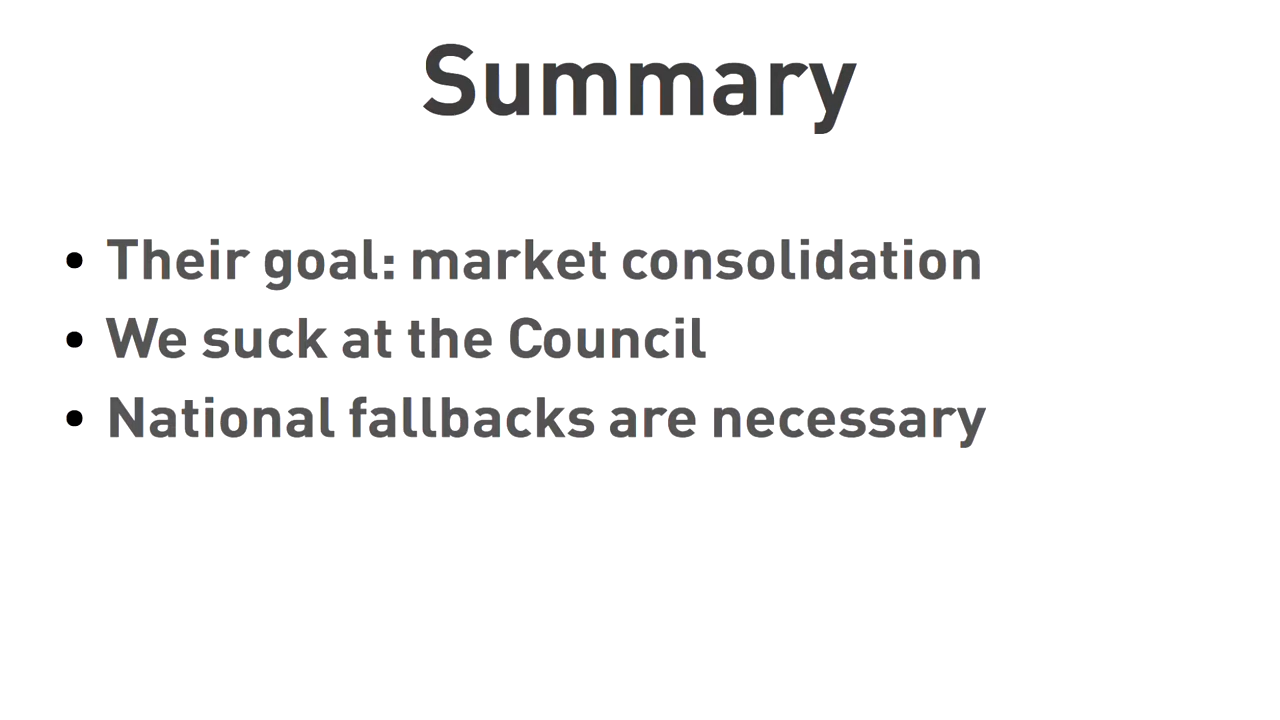 Summary
• Their goal: market consolidation
• We suck at the Council
• National fallbacks are necessary